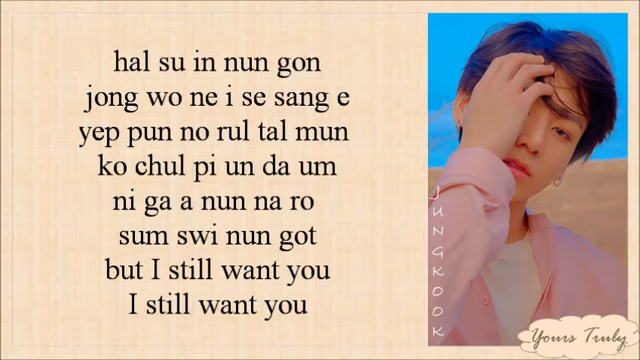 hal su in nun gon
jong wo ne i se sang e
yep pun no rul tal mun
ko chul pi un da um
ni ga a nun na ro
sum swi nun got
but I still want you
I still want you
JUNGKOOK
Yours Truly